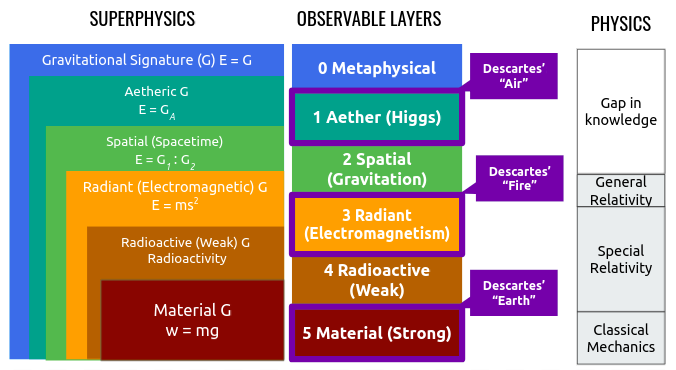 SUPERPHYSICS
OBSERVABLE LAYERS
PHYSICS
Gravitational Signature (G) E = G
Aetheric G
E = G_A
Spatial (Spacetime)
E = G_1 : G_2
Radiant (Electromagnetic) G
E = ms^2
Radioactive (Weak) G
Radioactivity
Material G
w = mg
0 Metaphysical
1 Aether (Higgs)
2 Spatial
(Gravitation)
3 Radiant
(Electromagnetism)
4 Radioactive
(Weak)
5 Material (Strong)
Descartes’
“Air”
Descartes’
“Fire”
Descartes’
“Earth”
Gap in
knowledge
General
Relativity
Special
Relativity
Classical
Mechanics